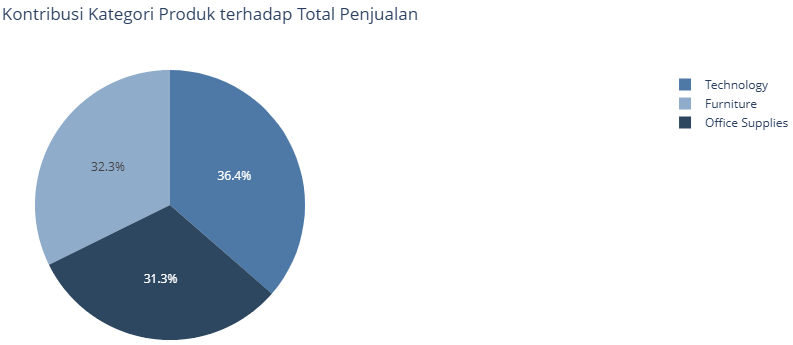 Kontribusi Kategori Produk terhadap Total Penjualan
Technology
Furniture
Office Supplies
32.3%
36.4%
31.3%